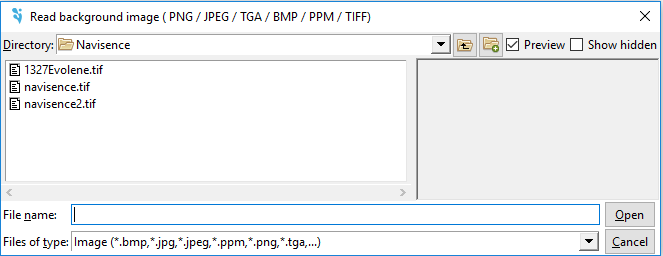 Read background image ( PNG / JPEG / TGA / BMP / PPM / TIFF)
Directory: Navisence Preview Show hidden
1327Evolene.tif
navisence.tif
navisence2.tif
File name: Open
Files of type: Image (*.bmp,*.jpg,*.jpeg,*.ppm,*.png,*.tga,...) Cancel